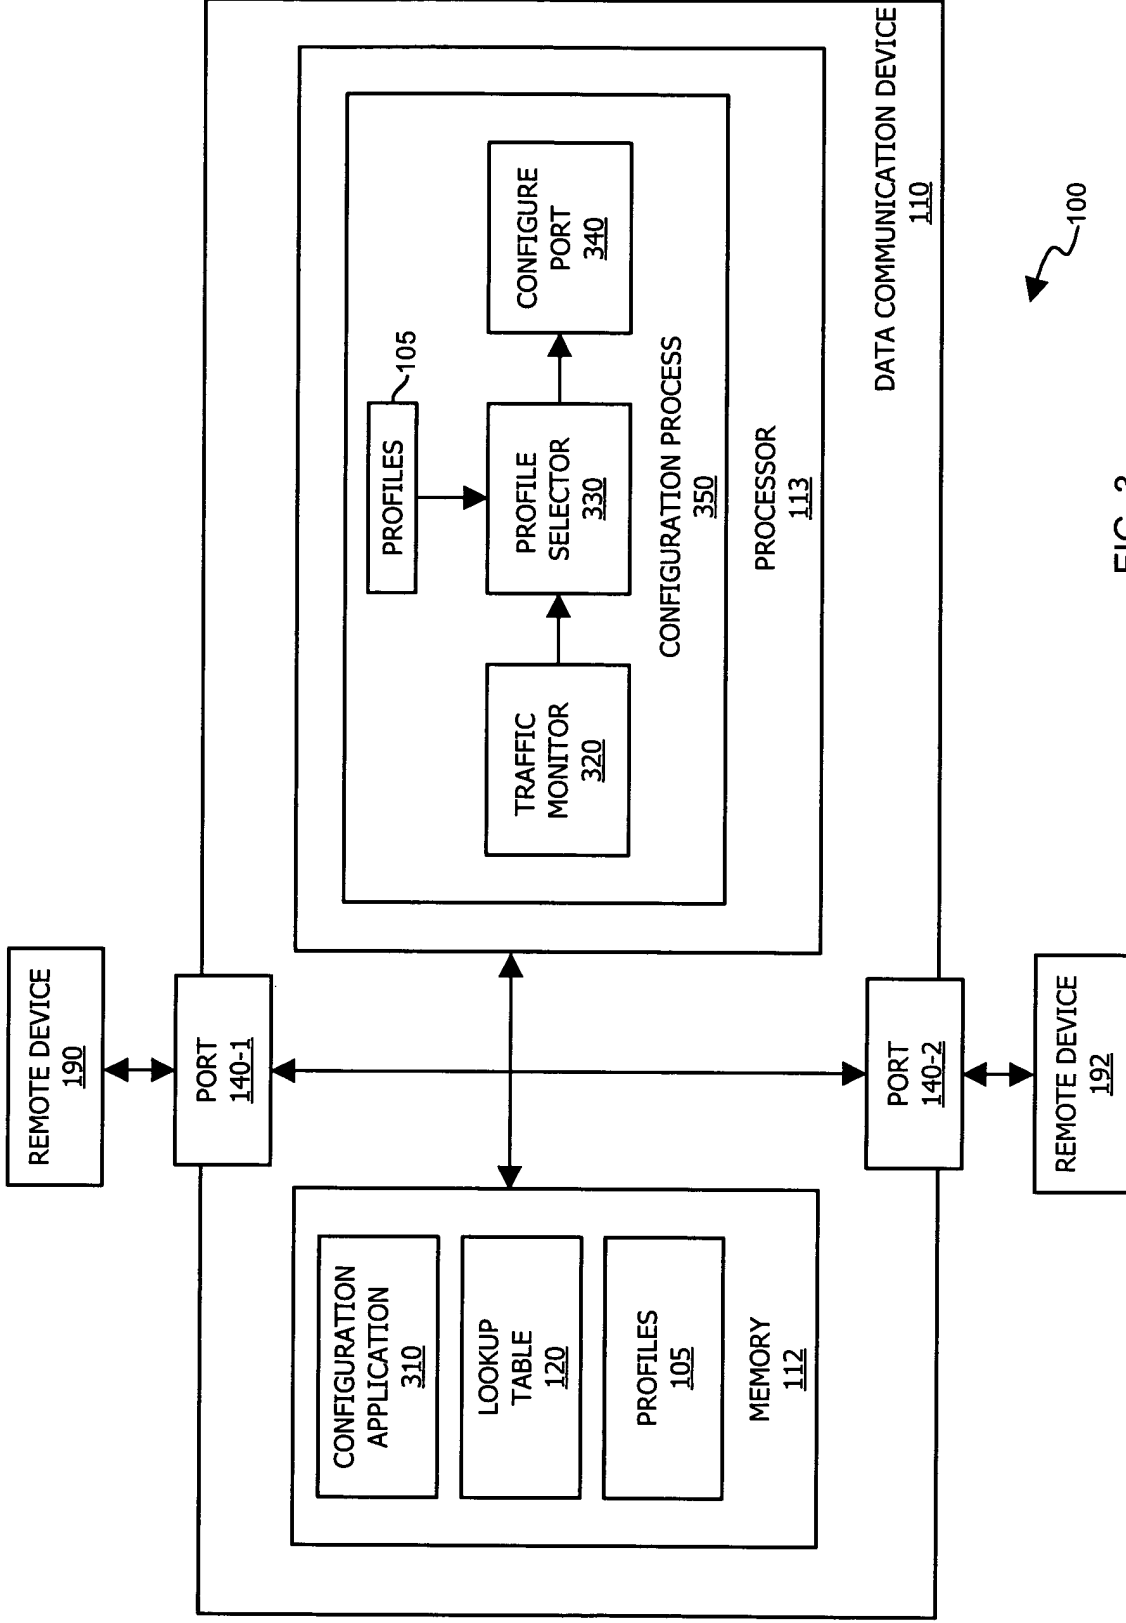 REMOTE DEVICE
190
PORT
140-1
CONFIGURATION
APPLICATION
310
LOOKUP
TABLE
120
PROFILES
105
MEMORY
112
PROFILES
105
TRAFFIC
MONITOR
320
PROFILE
SELECTOR
330
CONFIGURE
PORT
340
CONFIGURATION PROCESS
350
PROCESSOR
113
DATA COMMUNICATION DEVICE
110
PORT
140-2
REMOTE DEVICE
192
100